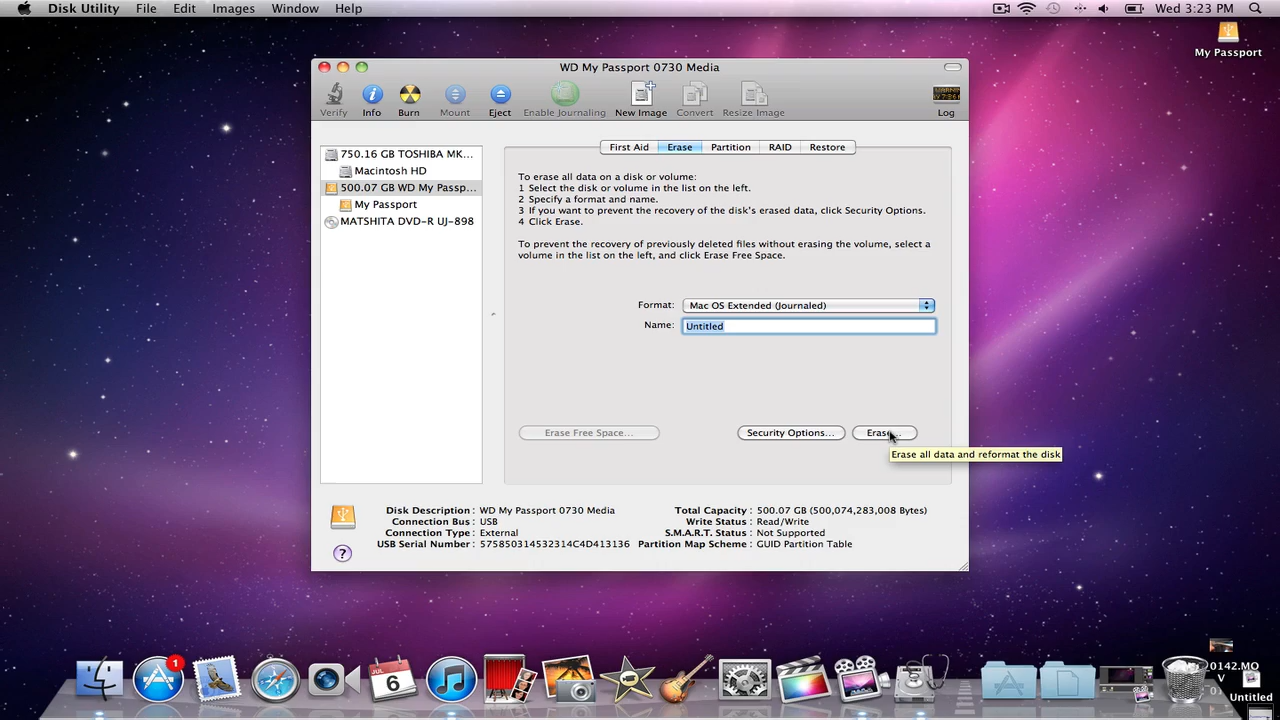 Disk Utility File Edit Images Window Help Wed 3:23 PM
My Passport
WD My Passport 0730 Media
Verify Info Burn Mount Eject Enable Journaling New Image Convert Resize Image Log
750.16 GB TOSHIBA MK...
Macintosh HD
500.07 GB WD My Passp...
My Passport
MATSHITA DVD-R UJ-898
First Aid Erase Partition RAID Restore
To erase all data on a disk or volume:
1 Select the disk or volume in the list on the left.
2 Specify a format and name.
3 If you want to prevent the recovery of the disk's erased data, click Security Options.
4 Click Erase.
To prevent the recovery of previously deleted files without erasing the volume, select a
volume in the list on the left, and click Erase Free Space.
Format: Mac OS Extended (Journaled)
Name: Untitled
Erase Free Space... Security Options... Erase...
Erase all data and reformat the disk
Disk Description : WD My Passport 0730 Media
Connection Bus : USB
Connection Type : External
USB Serial Number : 575850314532314C4D413136
Total Capacity : 500.07 GB (500,074,283,008 Bytes)
Write Status : Read/Write
S.M.A.R.T. Status : Not Supported
Partition Map Scheme : GUID Partition Table
?
1
JUL
6
0142.MO
V
Untitled